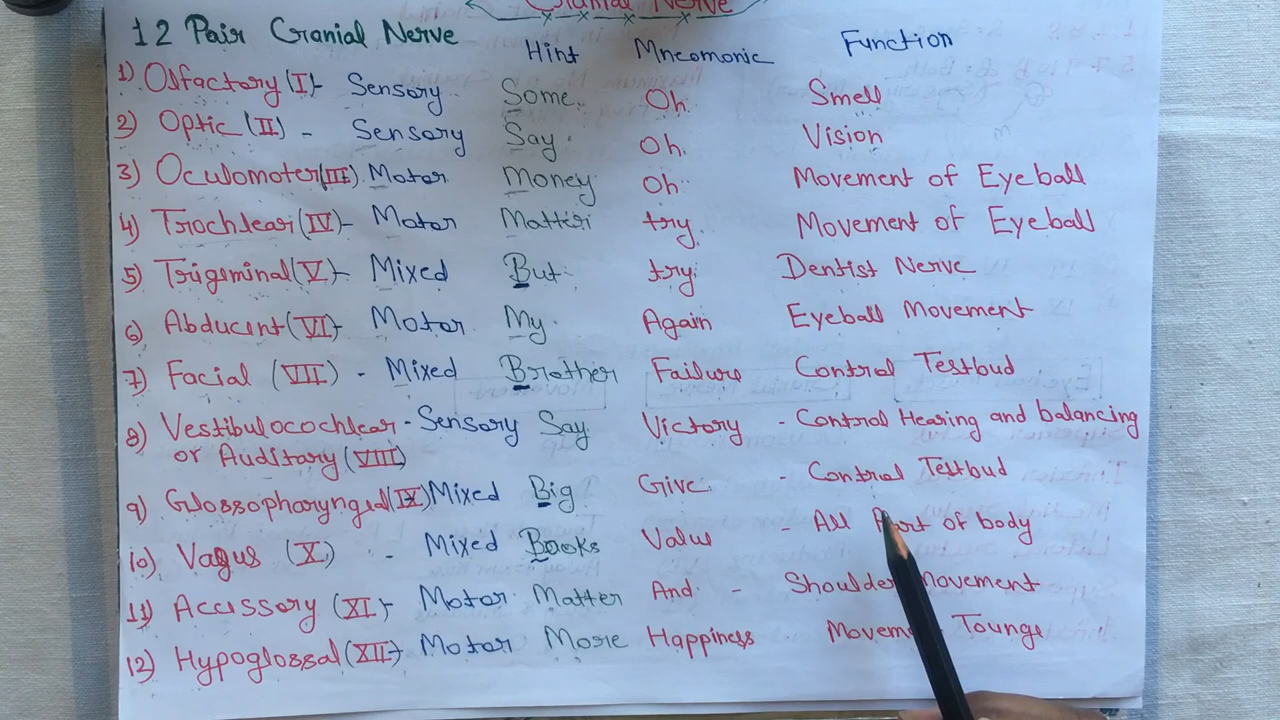 Cranial Nerve
12 Pair Cranial Nerve Hint Mnemonic Function
1) Olfactory (I)- Sensory Some Oh Smell
2) Optic (II) - Sensory Say Oh Vision
3) Oculomoter (III) Motor Money Oh Movement of Eyeball
4) Trochlear (IV)- Motor Matter try Movement of Eyeball
5) Trigeminal (V)- Mixed But try Dentist Nerve
6) Abducent (VI)- Motor My Again Eyeball Movement
7) Facial (VII) - Mixed Brother Failure Control Testbud
8) Vestibulocochlear - Sensory Say Victory - Control Hearing and balancing
or Auditary (VIII)
9) Glossopharyngeal (IX) Mixed Big Give - Control Testbud
10) Vagus (X) - Mixed Books Value - All Part of body
11) Accessory (XI)- Motor Matter And - Shoulder Movement
12) Hypoglossal (XII)- Motor More Happiness Tounge